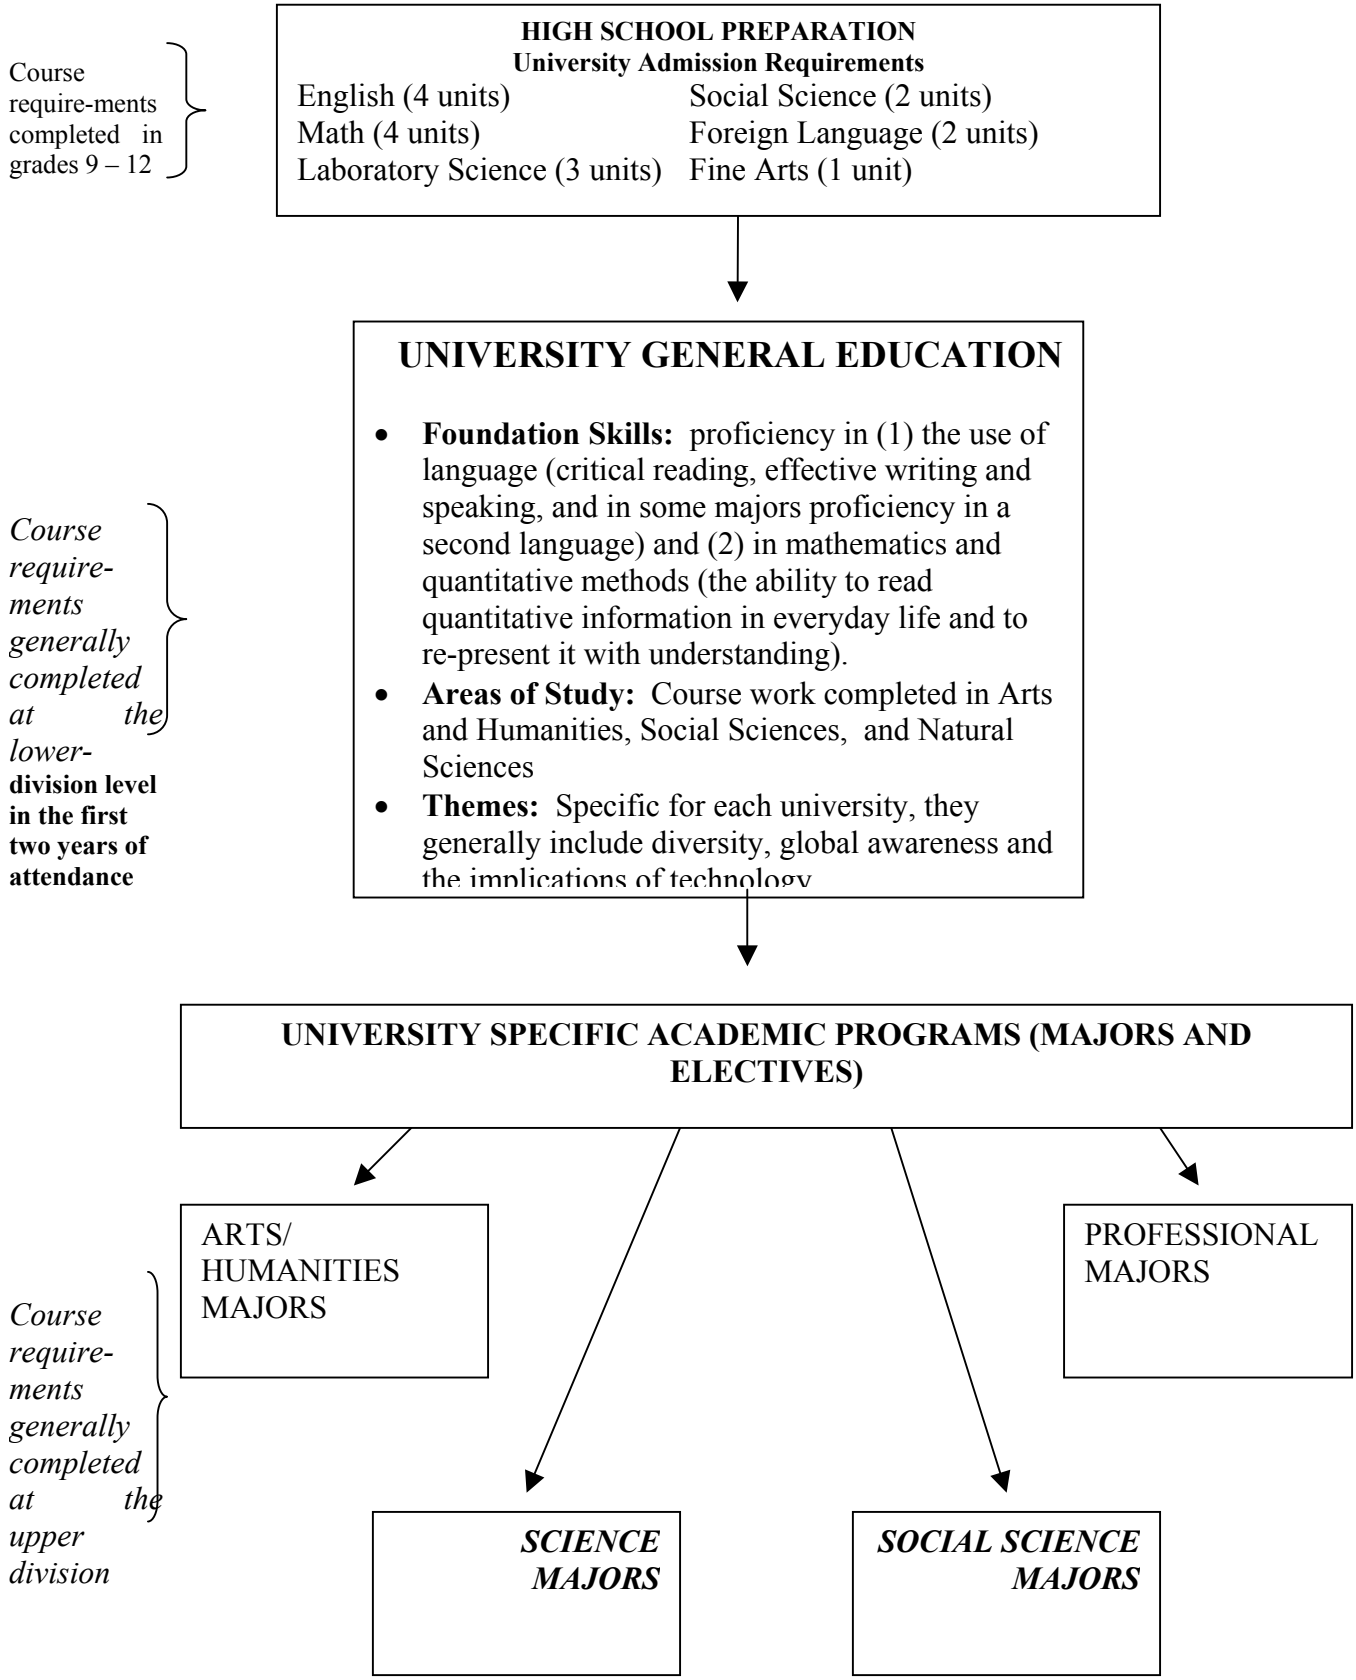 HIGH SCHOOL PREPARATION
University Admission Requirements
English (4 units) Social Science (2 units)
Math (4 units) Foreign Language (2 units)
Laboratory Science (3 units) Fine Arts (1 unit)
Course
require-ments
completed in
grades 9 – 12
UNIVERSITY GENERAL EDUCATION
• Foundation Skills: proficiency in (1) the use of
language (critical reading, effective writing and
speaking, and in some majors proficiency in a
second language) and (2) in mathematics and
quantitative methods (the ability to read
quantitative information in everyday life and to
re-present it with understanding).
• Areas of Study: Course work completed in Arts
and Humanities, Social Sciences, and Natural
Sciences
• Themes: Specific for each university, they
generally include diversity, global awareness and
the implications of technology
Course
require-
ments
generally
completed
at the
lower-
division level
in the first
two years of
attendance
UNIVERSITY SPECIFIC ACADEMIC PROGRAMS (MAJORS AND
ELECTIVES)
ARTS/
HUMANITIES
MAJORS
PROFESSIONAL
MAJORS
Course
require-
ments
generally
completed
at the
upper
division
SCIENCE
MAJORS
SOCIAL SCIENCE
MAJORS